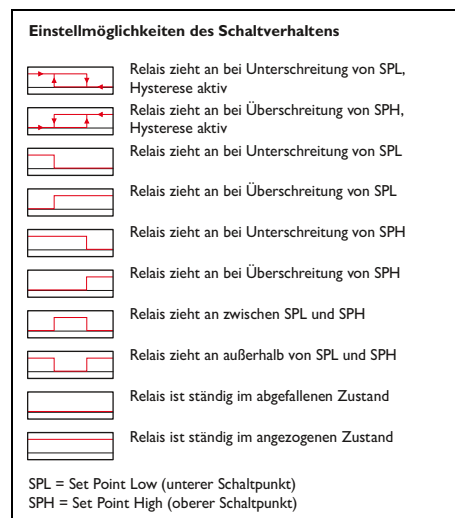 Einstellmöglichkeiten des Schaltverhaltens
Relais zieht an bei Unterschreitung von SPL,
Hysterese aktiv
Relais zieht an bei Überschreitung von SPH,
Hysterese aktiv
Relais zieht an bei Unterschreitung von SPL
Relais zieht an bei Überschreitung von SPL
Relais zieht an bei Unterschreitung von SPH
Relais zieht an bei Überschreitung von SPH
Relais zieht an zwischen SPL und SPH
Relais zieht an außerhalb von SPL und SPH
Relais ist ständig im abgefallenen Zustand
Relais ist ständig im angezogenen Zustand
SPL = Set Point Low (unterer Schaltpunkt)
SPH = Set Point High (oberer Schaltpunkt)